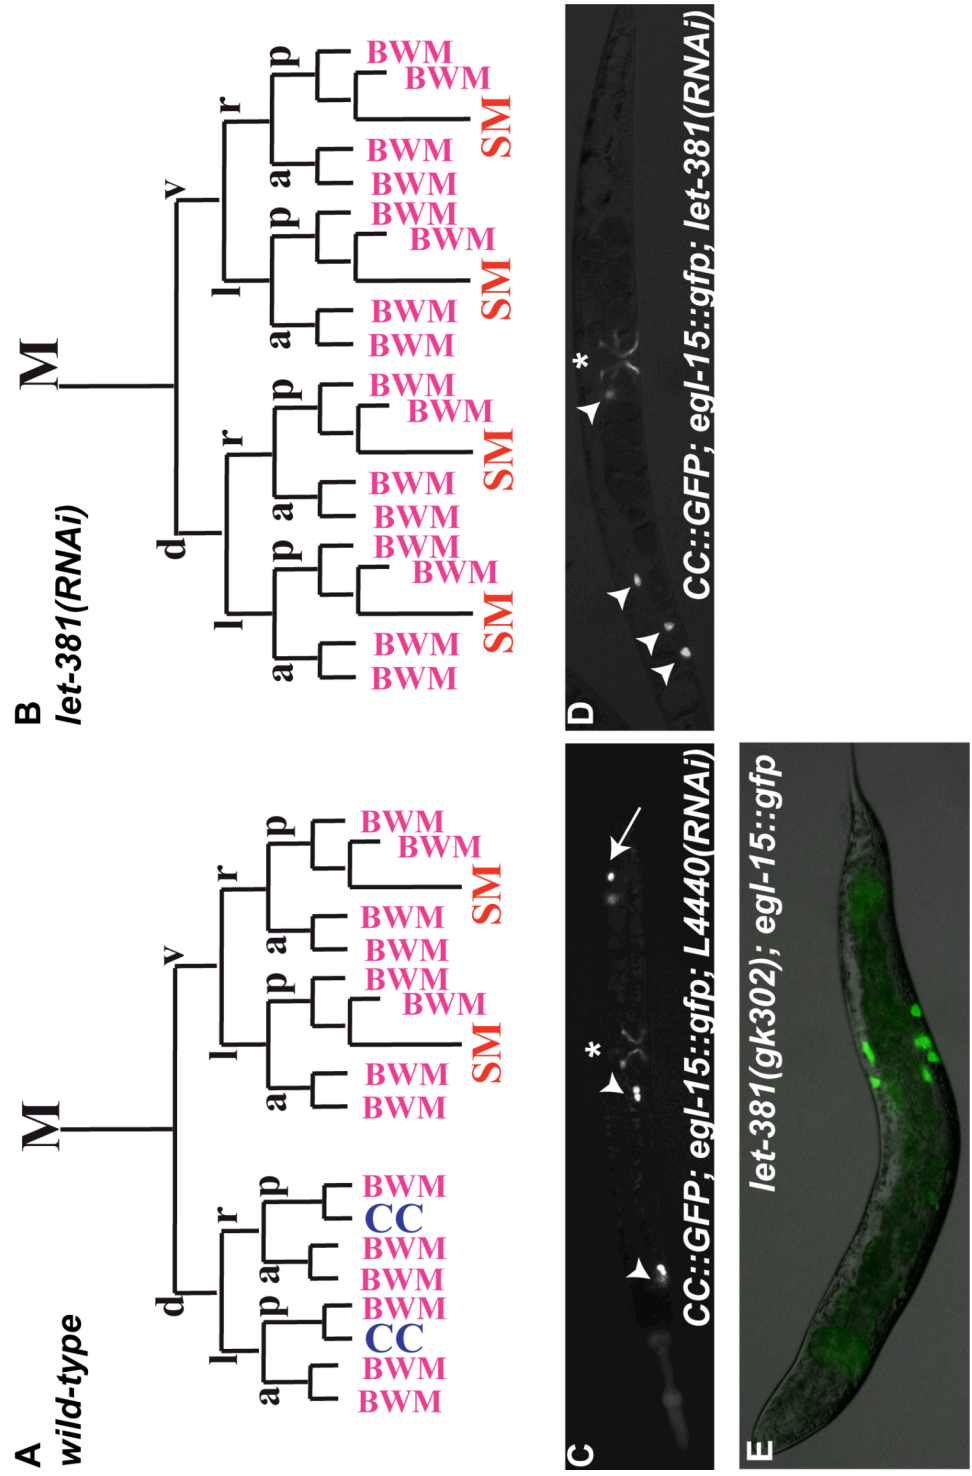 A
wild-type
M
d
v
l
r
l
r
a
p
a
p
a
p
a
p
BWM
BWM
CC
BWM
BWM
BWM
CC
BWM
BWM
BWM
SM
BWM
BWM
BWM
BWM
SM
BWM
BWM
B
let-381(RNAi)
M
d
v
l
r
l
r
a
p
a
p
a
p
a
p
BWM
BWM
SM
BWM
BWM
BWM
BWM
SM
BWM
BWM
BWM
BWM
SM
BWM
BWM
BWM
BWM
SM
BWM
BWM
C
*
CC::GFP; egl-15::gfp; L4440(RNAi)
D
*
CC::GFP; egl-15::gfp; let-381(RNAi)
E
let-381(gk302); egl-15::gfp